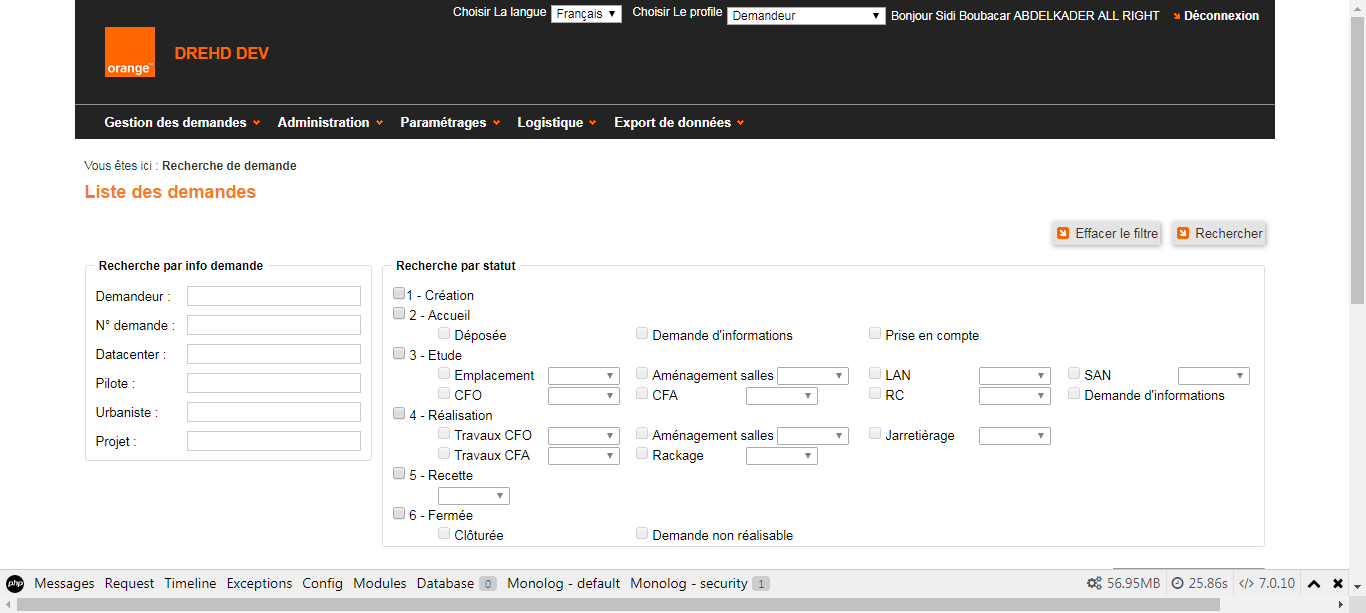 Choisir La langue Français Choisir Le profile Demandeur Bonjour Sidi Boubacar ABDELKADER ALL RIGHT Déconnexion
orange™ DREHD DEV
Gestion des demandes Administration Paramétrages Logistique Export de données
Vous êtes ici : Recherche de demande
Liste des demandes
Effacer le filtre Rechercher
Recherche par info demande
Demandeur :
N° demande :
Datacenter :
Pilote :
Urbaniste :
Projet :
Recherche par statut
1 - Création
2 - Accueil
Déposée Demande d'informations Prise en compte
3 - Etude
Emplacement Aménagement salles LAN SAN
CFO CFA RC Demande d'informations
4 - Réalisation
Travaux CFO Aménagement salles Jarretièrage
Travaux CFA Rackage
5 - Recette
6 - Fermée
Clôturée Demande non réalisable
php Messages Request Timeline Exceptions Config Modules Database 0 Monolog - default Monolog - security 1 56.95MB 25.86s </> 7.0.10